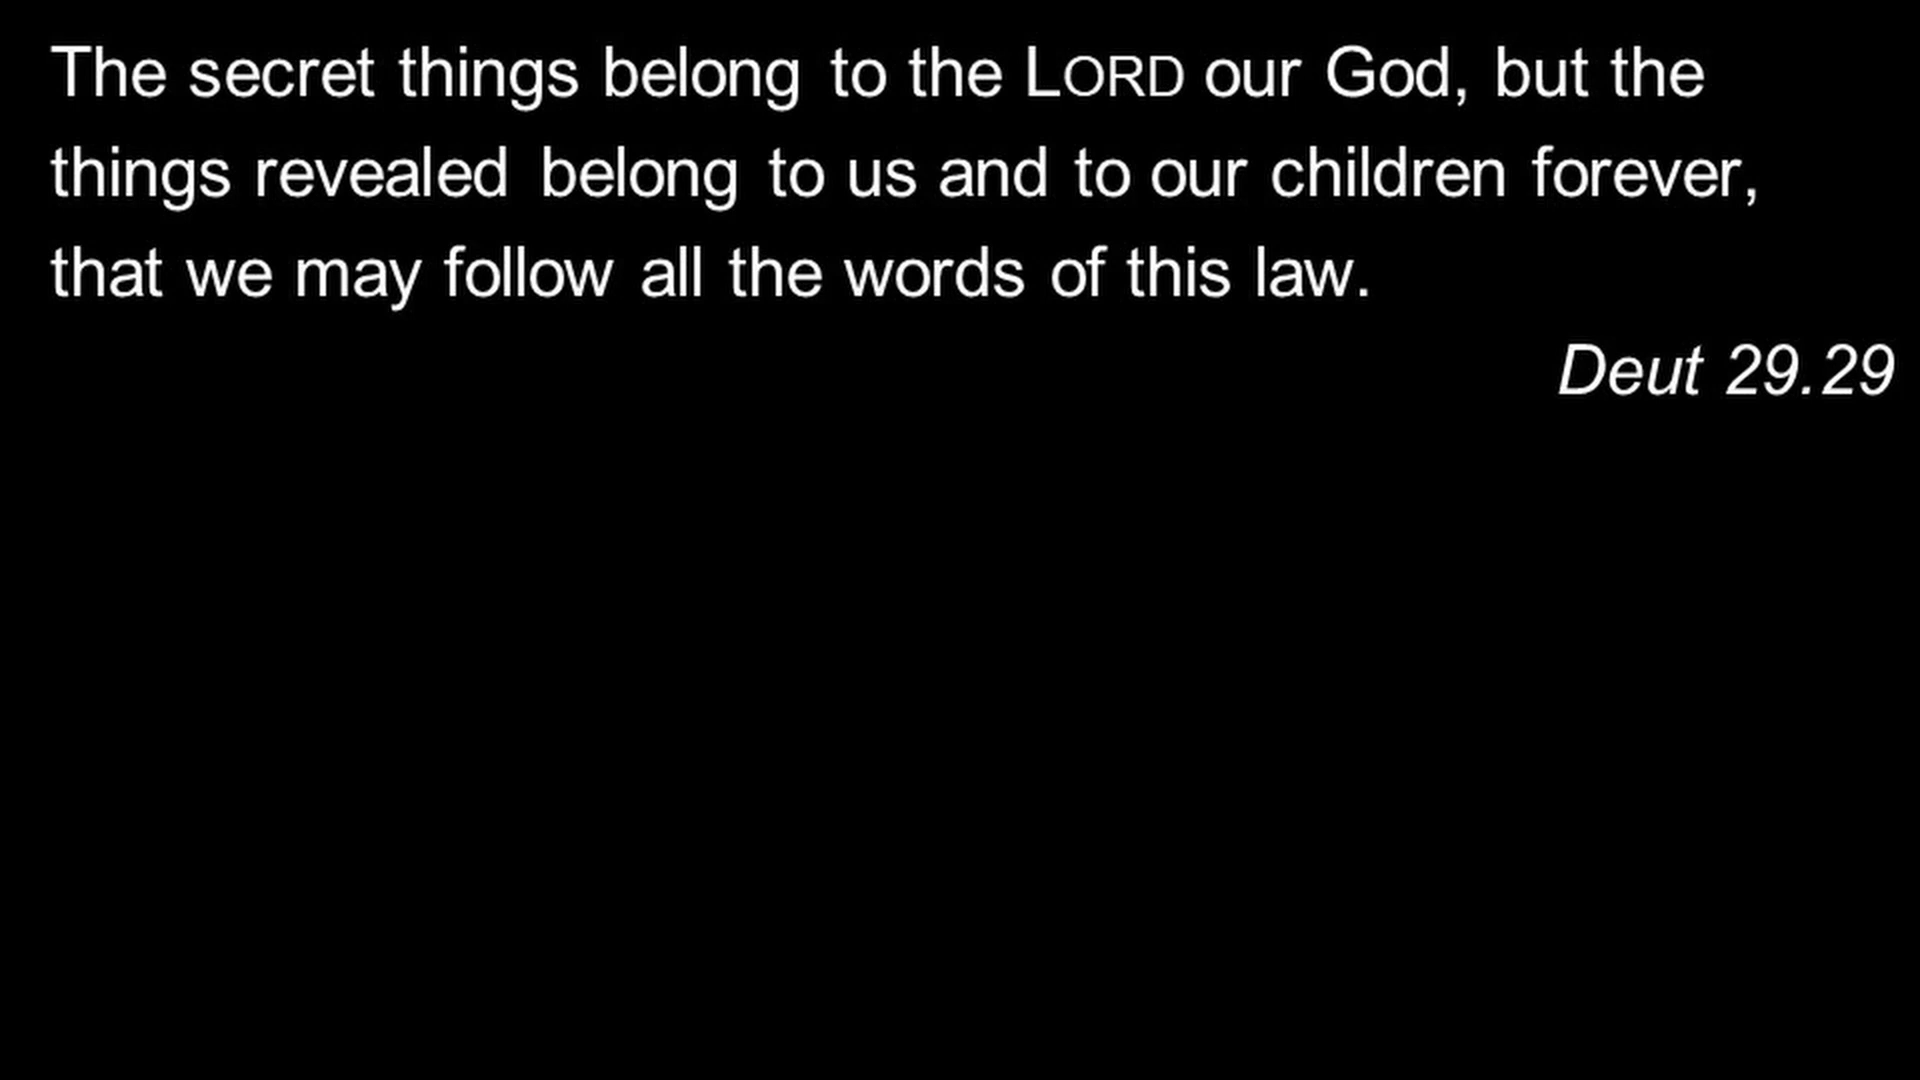 The secret things belong to the LORD our God, but the
things revealed belong to us and to our children forever,
that we may follow all the words of this law.
Deut 29.29